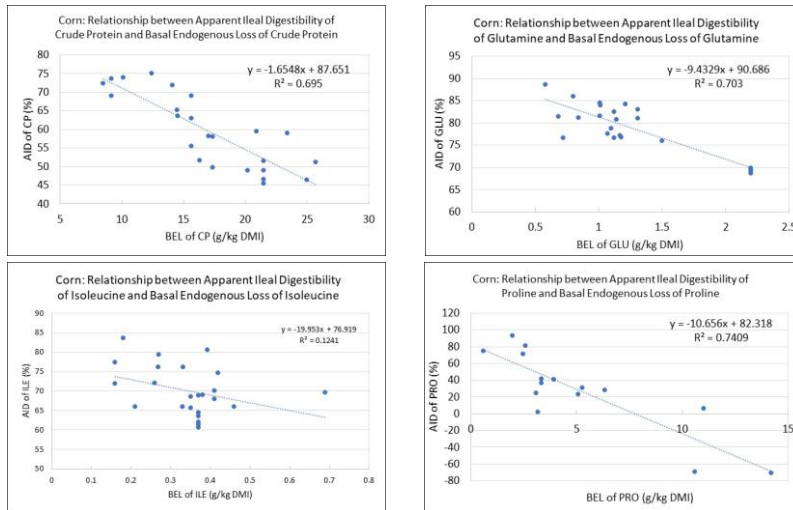 Corn: Relationship between Apparent Ileal Digestibility of
Crude Protein and Basal Endogenous Loss of Crude Protein
y = -1.6548x + 87.651
R² = 0.695
AID of CP (%)
80
75
70
65
60
55
50
45
40
5
10
15
20
25
30
BEL of CP (g/kg DMI)
Corn: Relationship between Apparent Ileal Digestibility
of Glutamine and Basal Endogenous Loss of Glutamine
y = -9.4329x + 90.686
R² = 0.703
AID of GLU (%)
95
90
85
80
75
70
65
60
0
0.5
1
1.5
2
2.5
BEL of GLU (g/kg DMI)
Corn: Relationship between Apparent Ileal Digestibility
of Isoleucine and Basal Endogenous Loss of Isoleucine
y = -19.953x + 76.919
R² = 0.1241
AID of ILE (%)
90
85
80
75
70
65
60
55
50
0
0.1
0.2
0.3
0.4
0.5
0.6
0.7
0.8
BEL of ILE (g/kg DMI)
Corn: Relationship between Apparent Ileal Digestibility of
Proline and Basal Endogenous Loss of Proline
y = -10.656x + 82.318
R² = 0.7409
AID of PRO (%)
120
100
80
60
40
20
0
-20
-40
-60
-80
0
5
10
15
BEL of PRO (g/kg DMI)